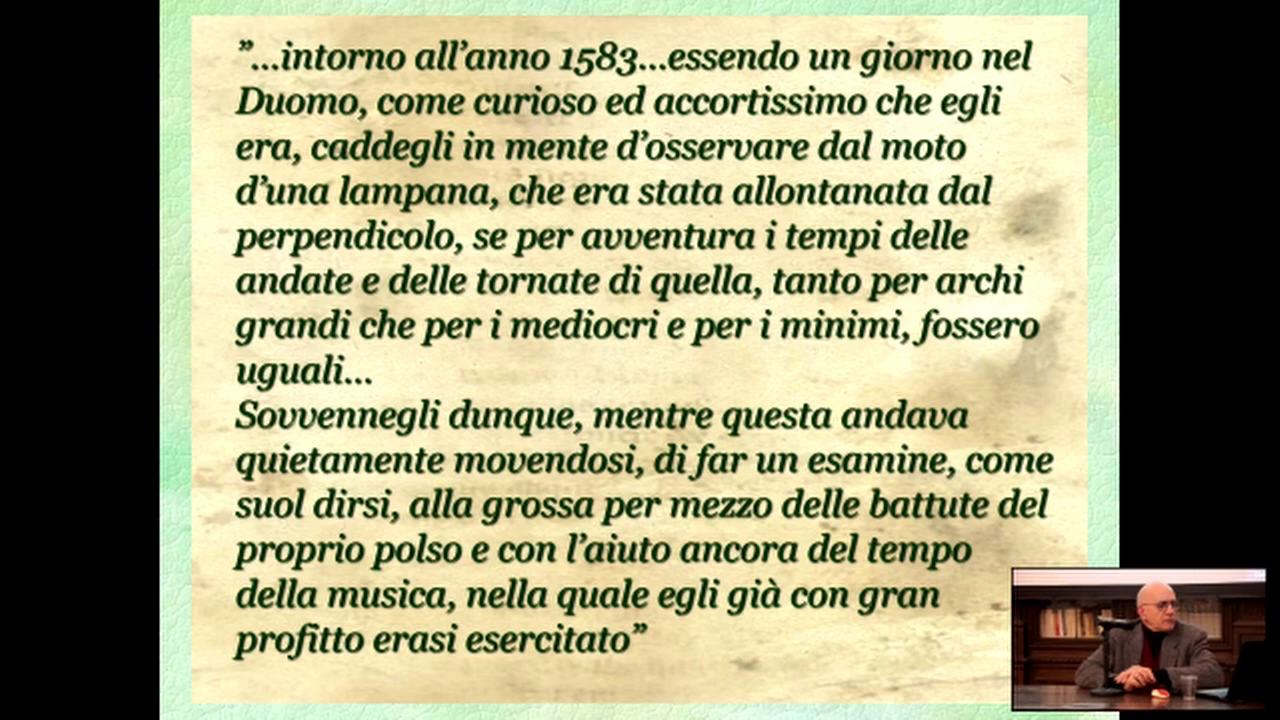 ”...intorno all’anno 1583...essendo un giorno nel
Duomo, come curioso ed accortissimo che egli
era, caddegli in mente d’osservare dal moto
d’una lampana, che era stata allontanata dal
perpendicolo, se per avventura i tempi delle
andate e delle tornate di quella, tanto per archi
grandi che per i mediocri e per i minimi, fossero
uguali...
Sovvennegli dunque, mentre questa andava
quietamente movendosi, di far un esamine, come
suol dirsi, alla grossa per mezzo delle battute del
proprio polso e con l’aiuto ancora del tempo
della musica, nella quale egli già con gran
profitto erasi esercitato”